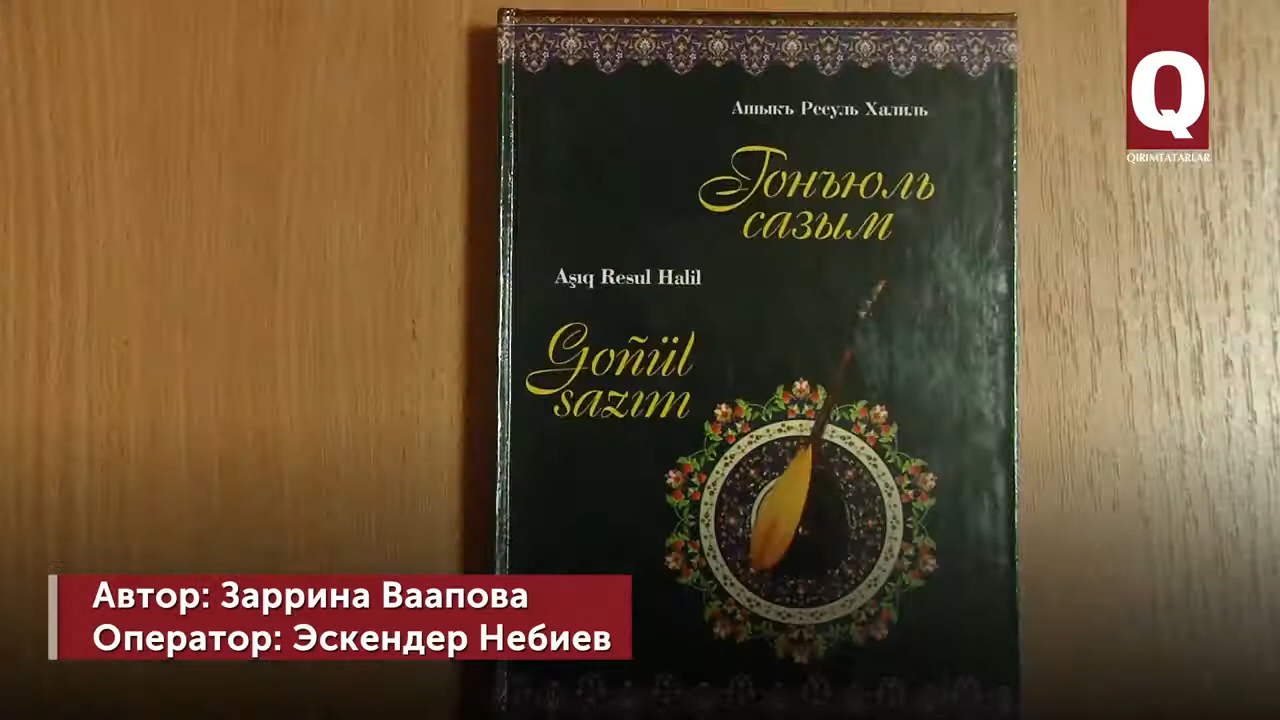 Ашыкъ Ресуль Халиль
Гонъюль
сазым
Aşıq Resul Halil
Goñül
sazım
Q
QIRIMTATARLAR
Автор: Заррина Ваапова
Оператор: Эскендер Небиев